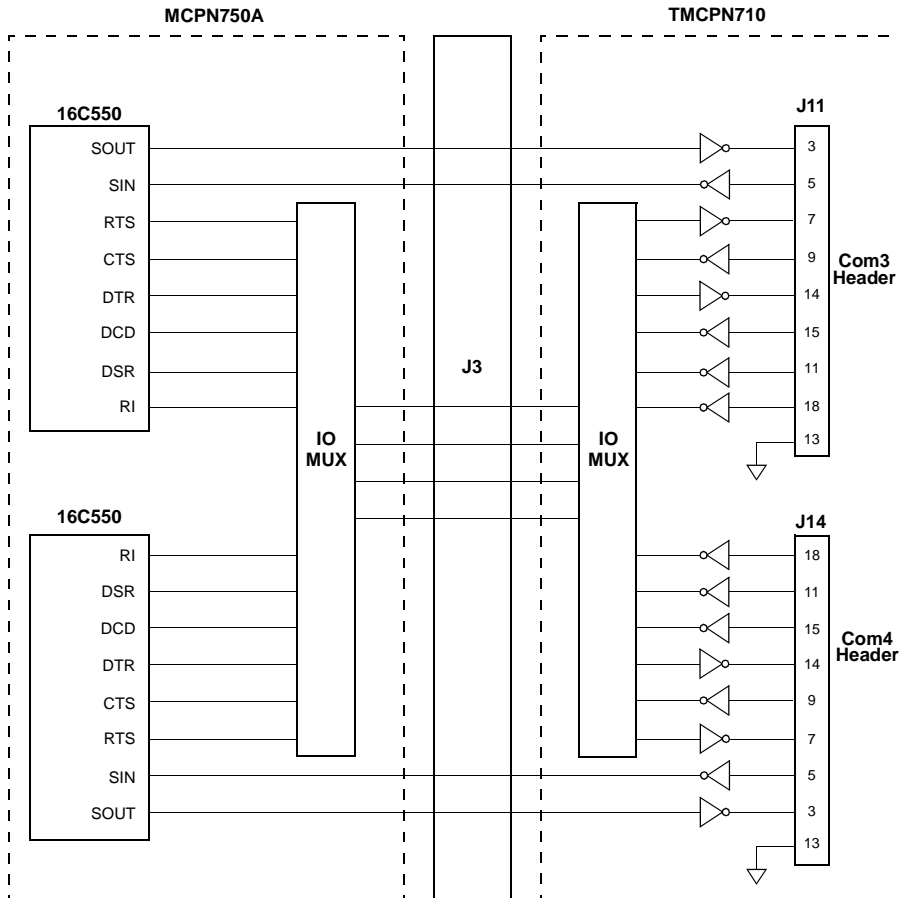 MCPN750A
TMCPN710
16C550
SOUT
SIN
RTS
CTS
DTR
DCD
DSR
RI
IO
MUX
J3
IO
MUX
J11
3
5
7
9
14
15
11
18
13
Com3
Header
16C550
RI
DSR
DCD
DTR
CTS
RTS
SIN
SOUT
J14
18
11
15
14
9
7
5
3
13
Com4
Header